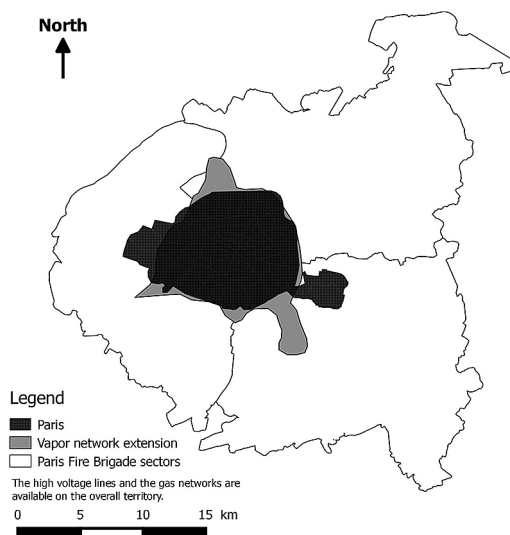 North
Legend
Paris
Vapor network extension
Paris Fire Brigade sectors
The high voltage lines and the gas networks are
available on the overall territory.
0 5 10 15 km